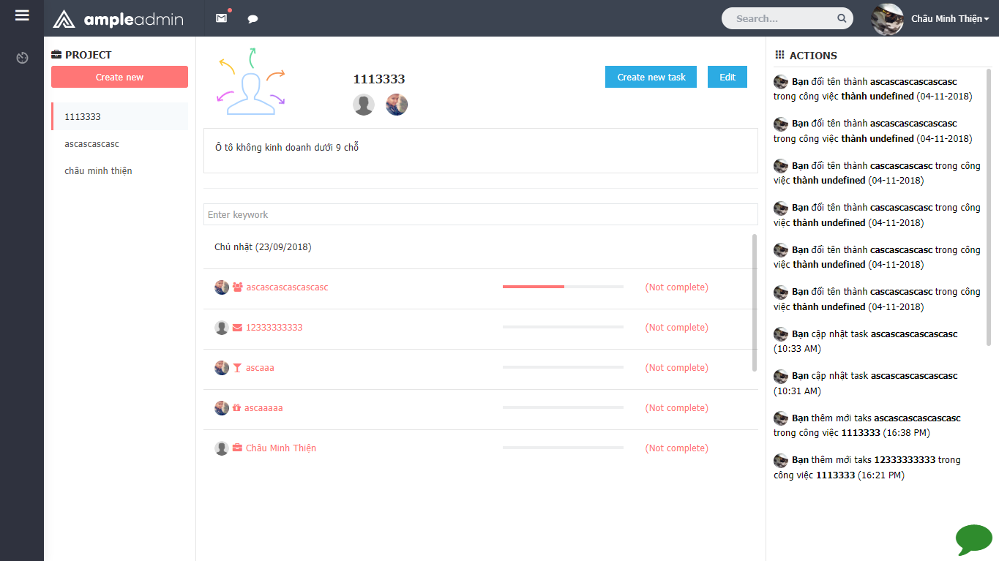 ampleadmin
Search...
Châu Minh Thiện
PROJECT
Create new
1113333
ascascascasc
châu minh thiện
1113333
Create new task
Edit
Ô tô không kinh doanh dưới 9 chỗ
Enter keywork
Chủ nhật (23/09/2018)
ascascascascascasc
(Not complete)
12333333333
(Not complete)
ascaaa
(Not complete)
ascaaaaa
(Not complete)
Châu Minh Thiện
(Not complete)
ACTIONS
Bạn đổi tên thành ascascascascascasc
trong công việc thành undefined (04-11-2018)
Bạn đổi tên thành ascascascascascasc
trong công việc thành undefined (04-11-2018)
Bạn đổi tên thành cascascascasc trong công
việc thành undefined (04-11-2018)
Bạn đổi tên thành cascascascasc trong công
việc thành undefined (04-11-2018)
Bạn đổi tên thành cascascascasc trong công
việc thành undefined (04-11-2018)
Bạn đổi tên thành cascascascasc trong công
việc thành undefined (04-11-2018)
Bạn cập nhật task ascascascascascasc
(10:33 AM)
Bạn cập nhật task ascascascascascasc
(10:31 AM)
Bạn thêm mới taks ascascascascascasc
trong công việc 1113333 (16:38 PM)
Bạn thêm mới taks 12333333333 trong
công việc 1113333 (16:21 PM)